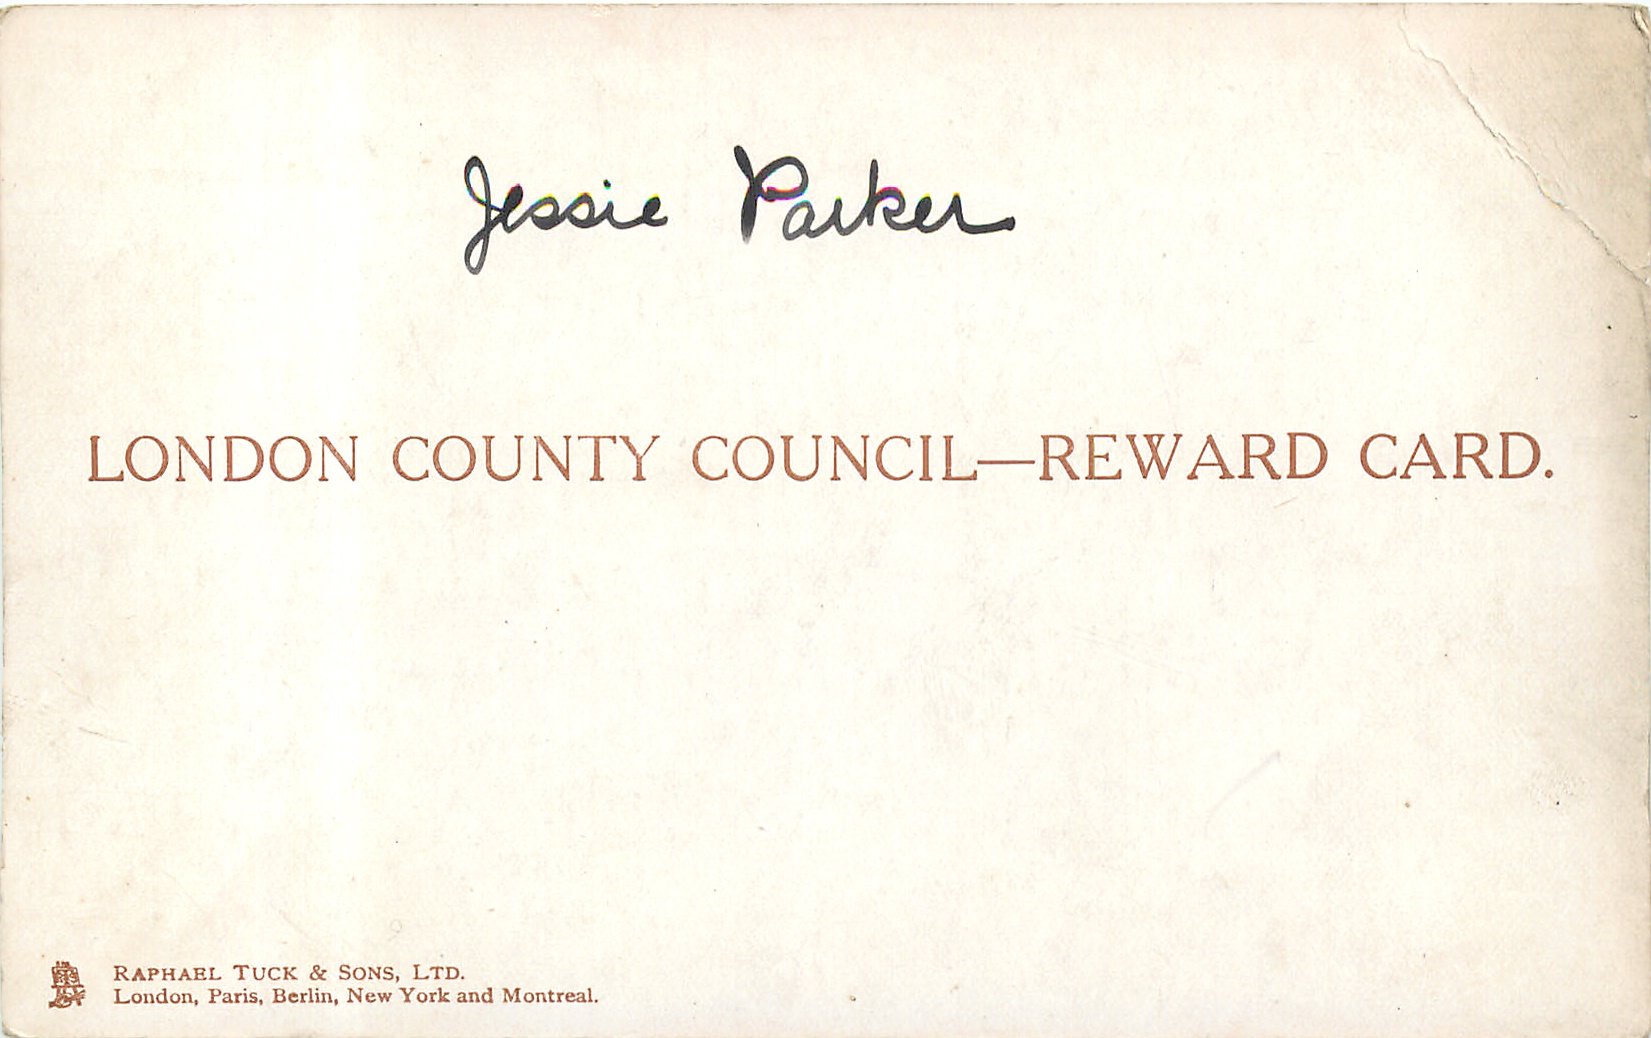 Jessie Parker
LONDON COUNTY COUNCIL—REWARD CARD.
RAPHAEL TUCK & SONS, LTD.
London, Paris, Berlin, New York and Montreal.